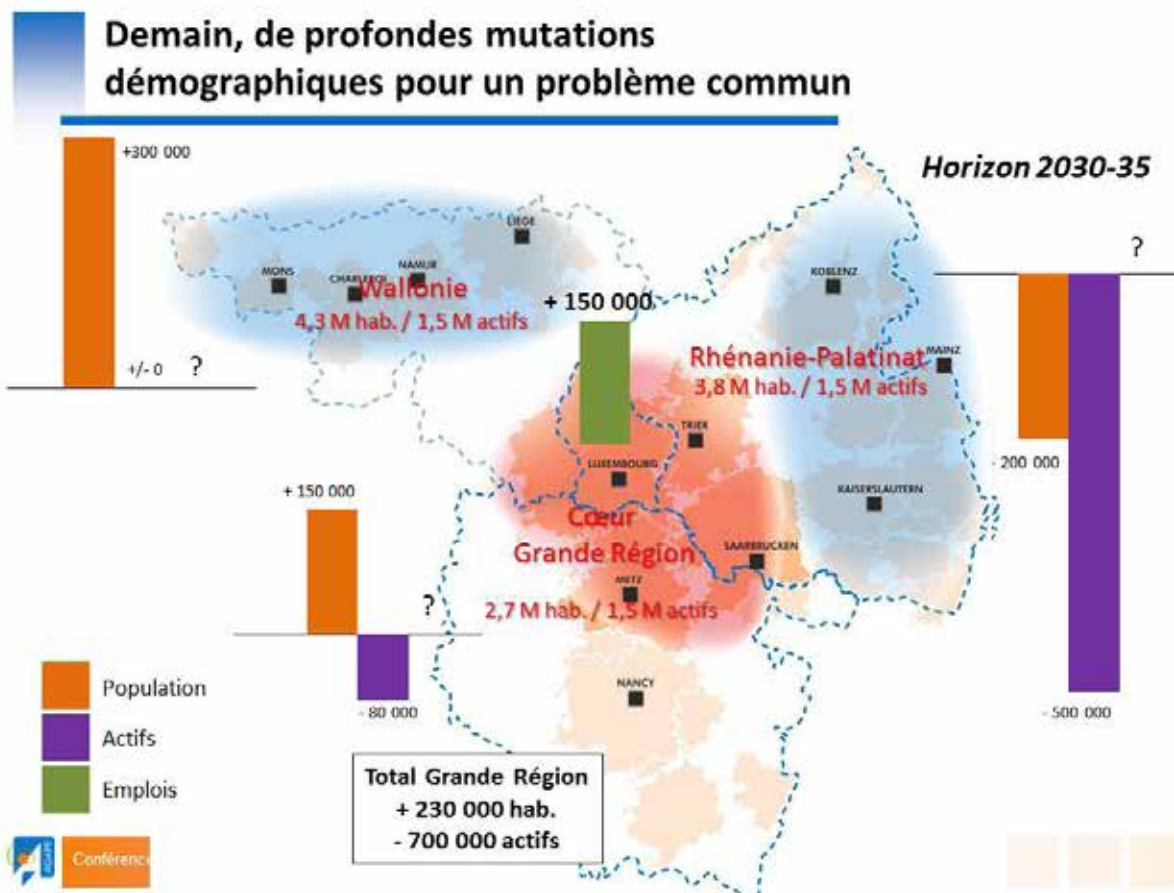 Demain, de profondes mutations
démographiques pour un problème commun
Horizon 2030-35
+300 000
+/- 0 ?
LIEGE
MONS
CHARLEROI
NAMUR
Wallonie
4,3 M hab. / 1,5 M actifs
+ 150 000
KOBLENZ
MAINZ
Rhénanie-Palatinat
3,8 M hab. / 1,5 M actifs
TRIER
LUXEMBOURG
KAISERSLAUTERN
?
- 200 000
- 500 000
Cœur
Grande Région
SAARBRUCKEN
METZ
2,7 M hab. / 1,5 M actifs
NANCY
+ 150 000
?
- 80 000
Population
Actifs
Emplois
Total Grande Région
+ 230 000 hab.
- 700 000 actifs
AGAPE
Conférence